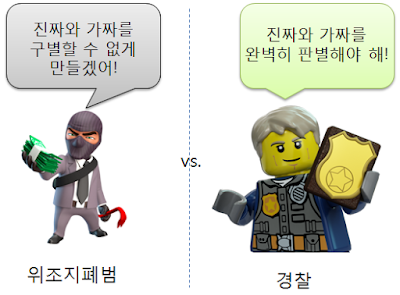 진짜와 가짜를
구별할 수 없게
만들겠어!
진짜와 가짜를
완벽히 판별해야 해!
vs.
위조지폐범
경찰